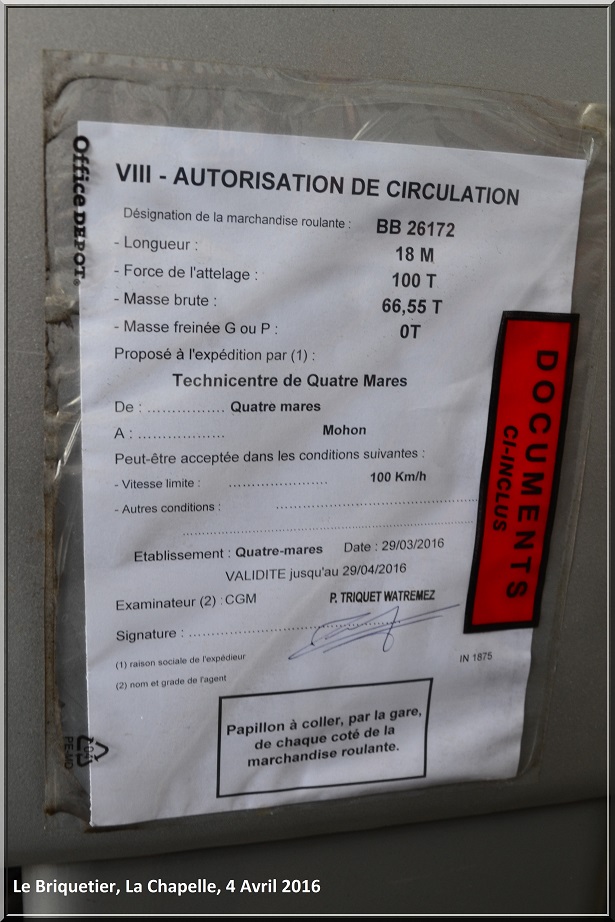 Office DEPOT.
VIII - AUTORISATION DE CIRCULATION
Désignation de la marchandise roulante : BB 26172
- Longueur : 18 M
- Force de l'attelage : 100 T
- Masse brute : 66,55 T
- Masse freinée G ou P : 0T
Proposé à l'expédition par (1) :
Technicentre de Quatre Mares
De : ................ Quatre mares
A : .................. Mohon
Peut-être acceptée dans les conditions suivantes :
- Vitesse limite : ..................... 100 Km/h
- Autres conditions : ..........................................
..........................................................
Etablissement : Quatre-mares Date : 29/03/2016
VALIDITE jusqu'au 29/04/2016
Examinateur (2) : CGM P. TRIQUET WATREMEZ
Signature : ..........................................
(1) raison sociale de l'expédieur
(2) nom et grade de l'agent
IN 1875
Papillon à coller, par la gare,
de chaque coté de la
marchandise roulante.
DOCUMENTS
CI-INCLUS
Le Briquetier, La Chapelle, 4 Avril 2016